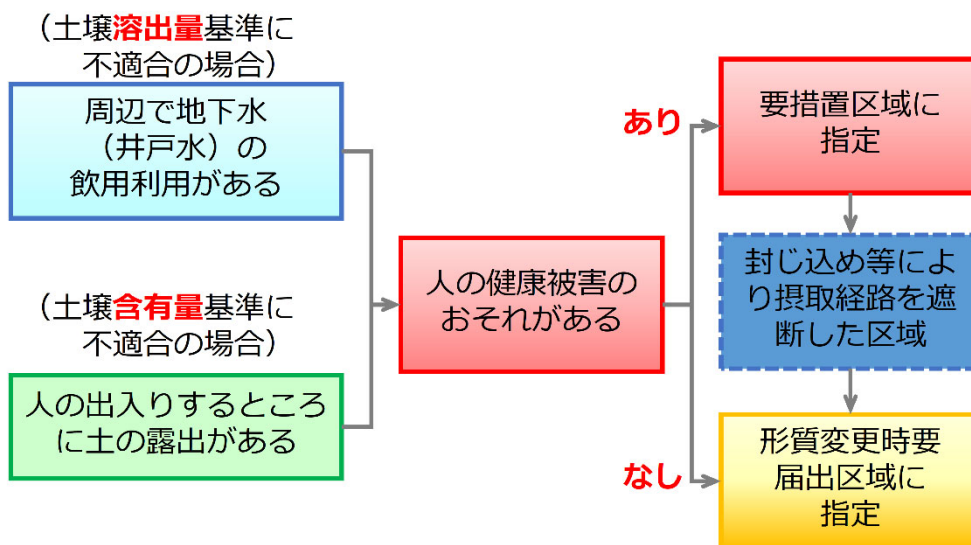 （土壌溶出量基準に
不適合の場合）
周辺で地下水
（井戸水）の
飲用利用がある
（土壌含有量基準に
不適合の場合）
人の出入りするところ
に土の露出がある
人の健康被害の
おそれがある
あり
要措置区域に
指定
封じ込め等によ
り摂取経路を遮
断した区域
なし
形質変更時要
届出区域に
指定